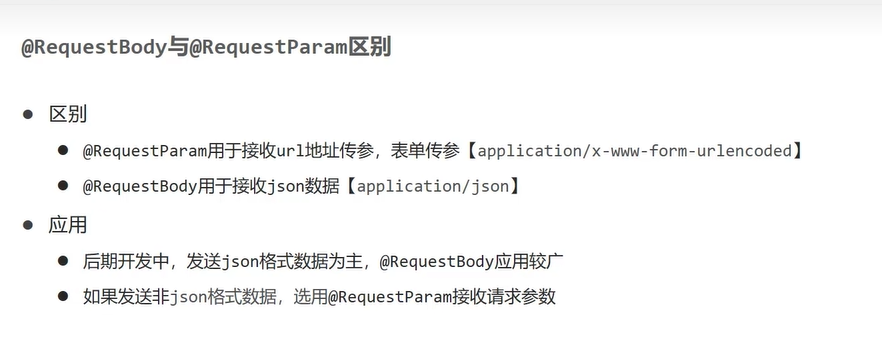 @RequestBody与@RequestParam区别
区别
@RequestParam用于接收url地址传参，表单传参【application/x-www-form-urlencoded】
@RequestBody用于接收json数据【application/json】
应用
后期开发中，发送json格式数据为主，@RequestBody应用较广
如果发送非json格式数据，选用@RequestParam接收请求参数